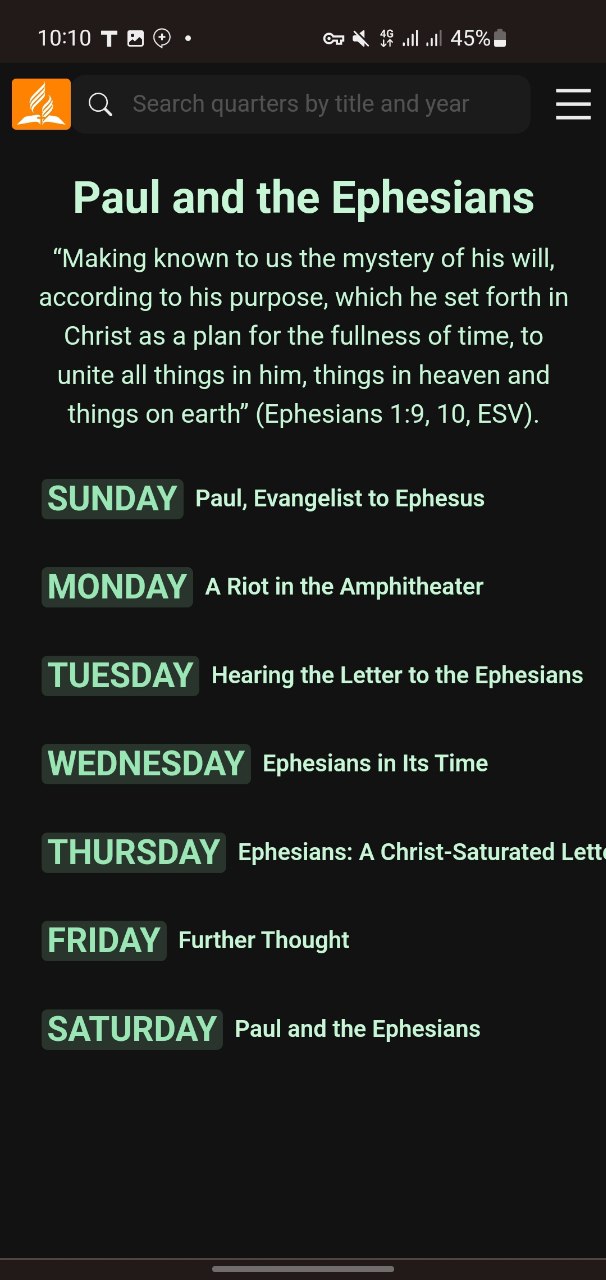 10:10 45%
4G
Search quarters by title and year
Paul and the Ephesians
“Making known to us the mystery of his will,
according to his purpose, which he set forth in
Christ as a plan for the fullness of time, to
unite all things in him, things in heaven and
things on earth” (Ephesians 1:9, 10, ESV).
SUNDAY Paul, Evangelist to Ephesus
MONDAY A Riot in the Amphitheater
TUESDAY Hearing the Letter to the Ephesians
WEDNESDAY Ephesians in Its Time
THURSDAY Ephesians: A Christ-Saturated Lett
FRIDAY Further Thought
SATURDAY Paul and the Ephesians